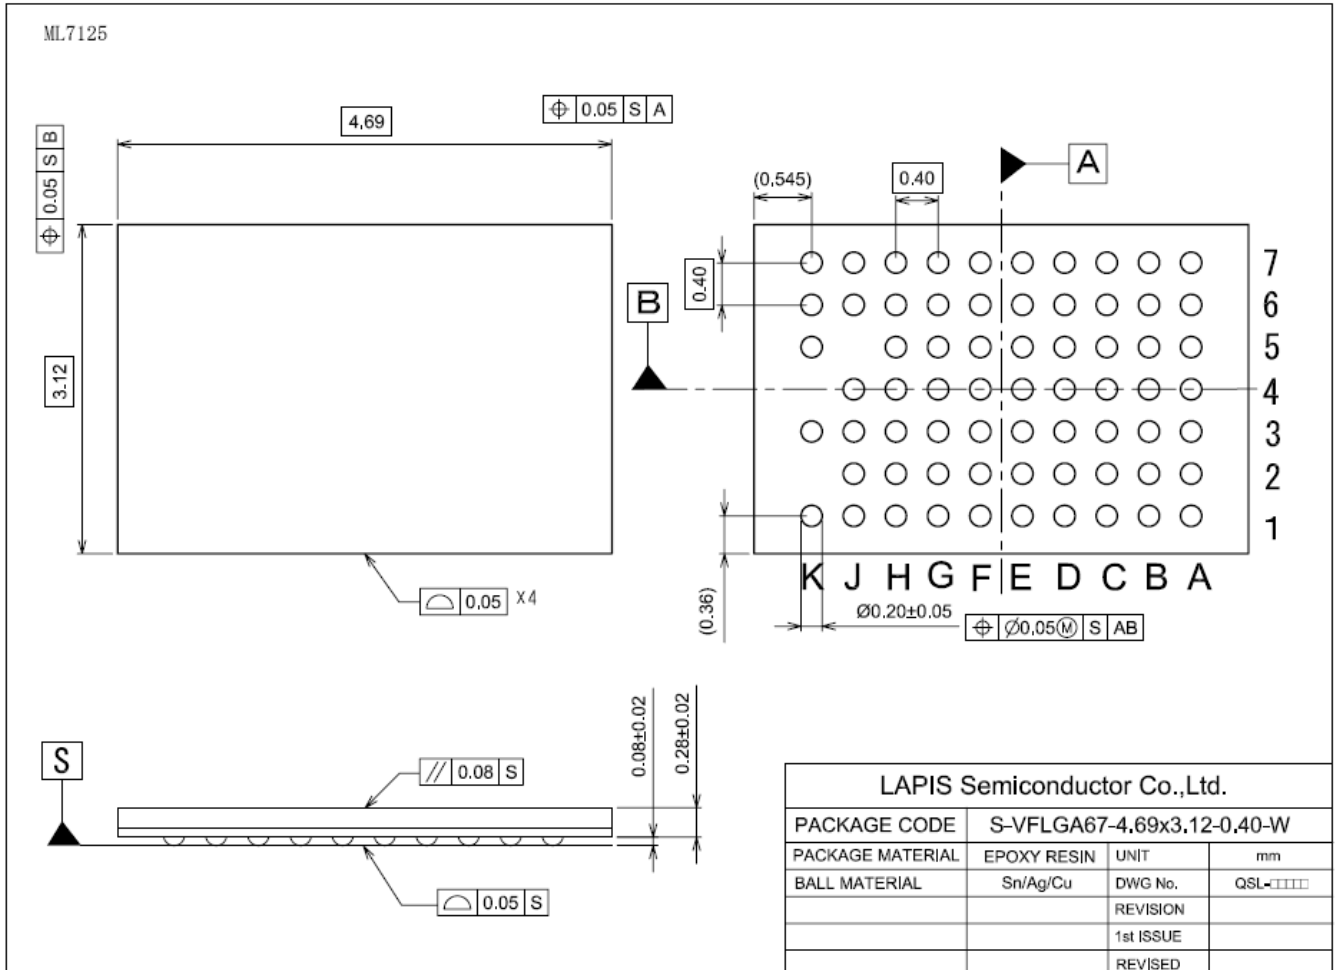 ML7125
4.69
⌖ 0.05 S A
⌖ 0.05 S B
3.12
⌓ 0.05 X4
A
(0.545)
0.40
0.40
B
7
6
5
4
3
2
1
K J H G F E D C B A
(0.36)
Ø0.20±0.05
⌖ Ø0.05Ⓜ S AB
S
// 0.08 S
0.08±0.02
0.28±0.02
⌓ 0.05 S
LAPIS Semiconductor Co.,Ltd.
PACKAGE CODE S-VFLGA67-4.69x3.12-0.40-W
PACKAGE MATERIAL EPOXY RESIN UNIT mm
BALL MATERIAL Sn/Ag/Cu DWG No. QSL-□□□□□
REVISION
1st ISSUE
REVISED